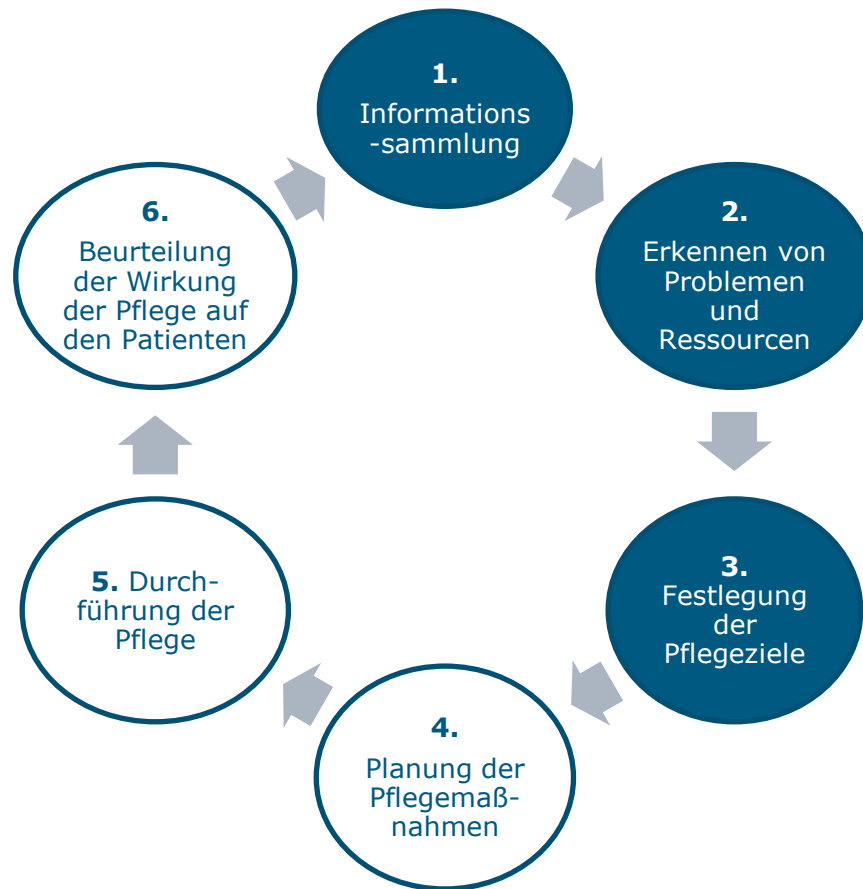 1.
Informations
-sammlung
2.
Erkennen von
Problemen
und
Ressourcen
3.
Festlegung
der
Pflegeziele
4.
Planung der
Pflegemaß-
nahmen
5. Durch-
führung der
Pflege
6.
Beurteilung
der Wirkung
der Pflege auf
den Patienten